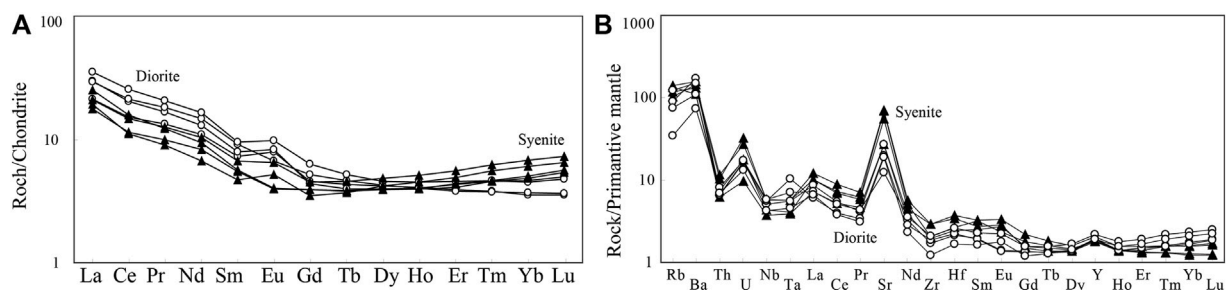 A
100
10
1
Roch/Chondrite
Diorite
Syenite
La Ce Pr Nd Sm Eu Gd Tb Dy Ho Er Tm Yb Lu
B
1000
100
10
1
Rock/Primantive mantle
Syenite
Diorite
Rb Th Nb La Pr Nd Hf Eu Tb Y Er Yb
Ba U Ta Ce Sr Zr Sm Gd Dy Ho Tm Lu